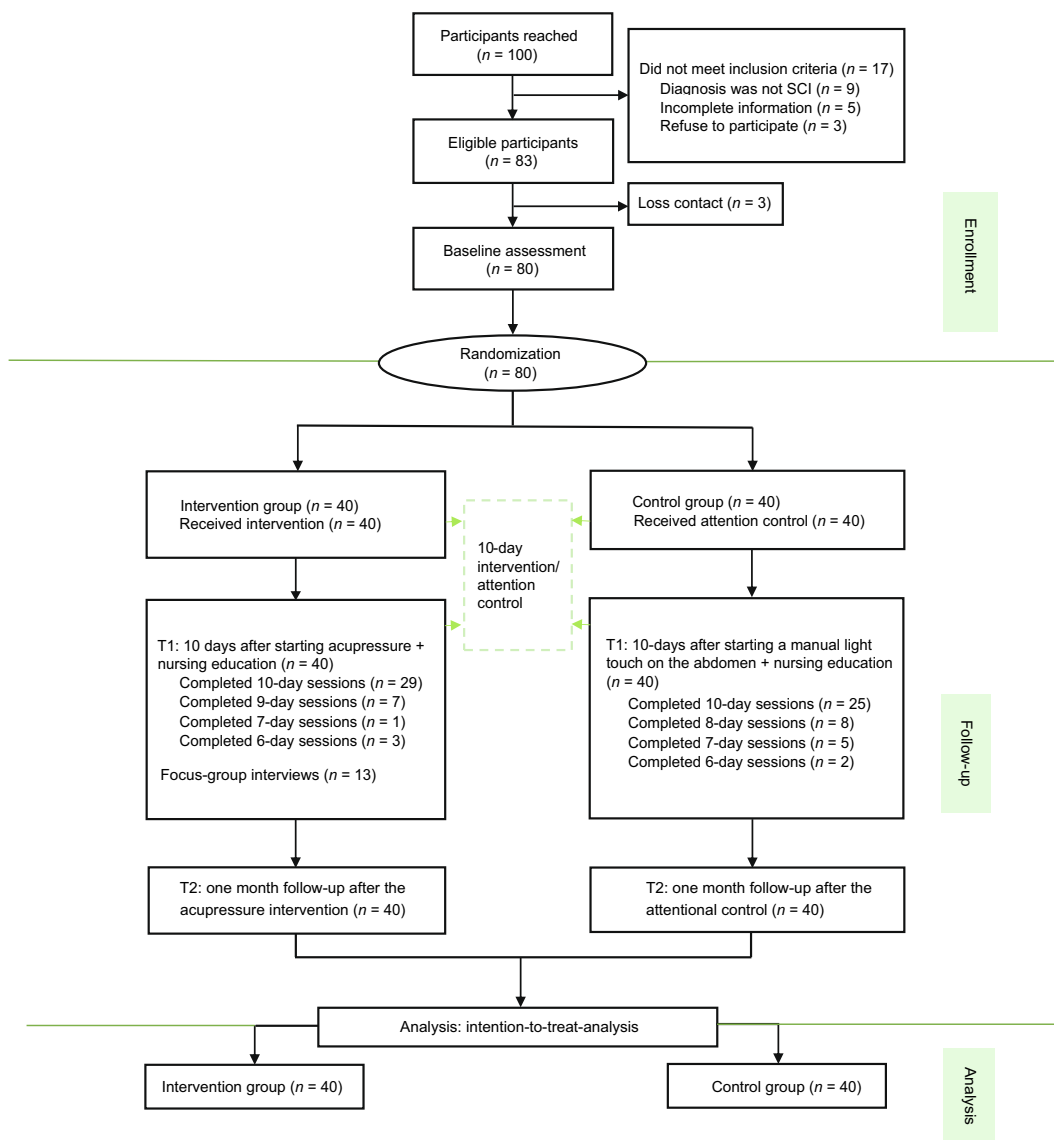 Participants reached
(n = 100)
Did not meet inclusion criteria (n = 17)
Diagnosis was not SCI (n = 9)
Incomplete information (n = 5)
Refuse to participate (n = 3)
Eligible participants
(n = 83)
Loss contact (n = 3)
Baseline assessment
(n = 80)
Enrollment
Randomization
(n = 80)
Intervention group (n = 40)
Received intervention (n = 40)
Control group (n = 40)
Received attention control (n = 40)
10-day
intervention/
attention
control
T1: 10 days after starting acupressure +
nursing education (n = 40)
Completed 10-day sessions (n = 29)
Completed 9-day sessions (n = 7)
Completed 7-day sessions (n = 1)
Completed 6-day sessions (n = 3)
Focus-group interviews (n = 13)
T1: 10-days after starting a manual light
touch on the abdomen + nursing education
(n = 40)
Completed 10-day sessions (n = 25)
Completed 8-day sessions (n = 8)
Completed 7-day sessions (n = 5)
Completed 6-day sessions (n = 2)
Follow-up
T2: one month follow-up after the
acupressure intervention (n = 40)
T2: one month follow-up after the
attentional control (n = 40)
Analysis: intention-to-treat-analysis
Intervention group (n = 40)
Control group (n = 40)
Analysis